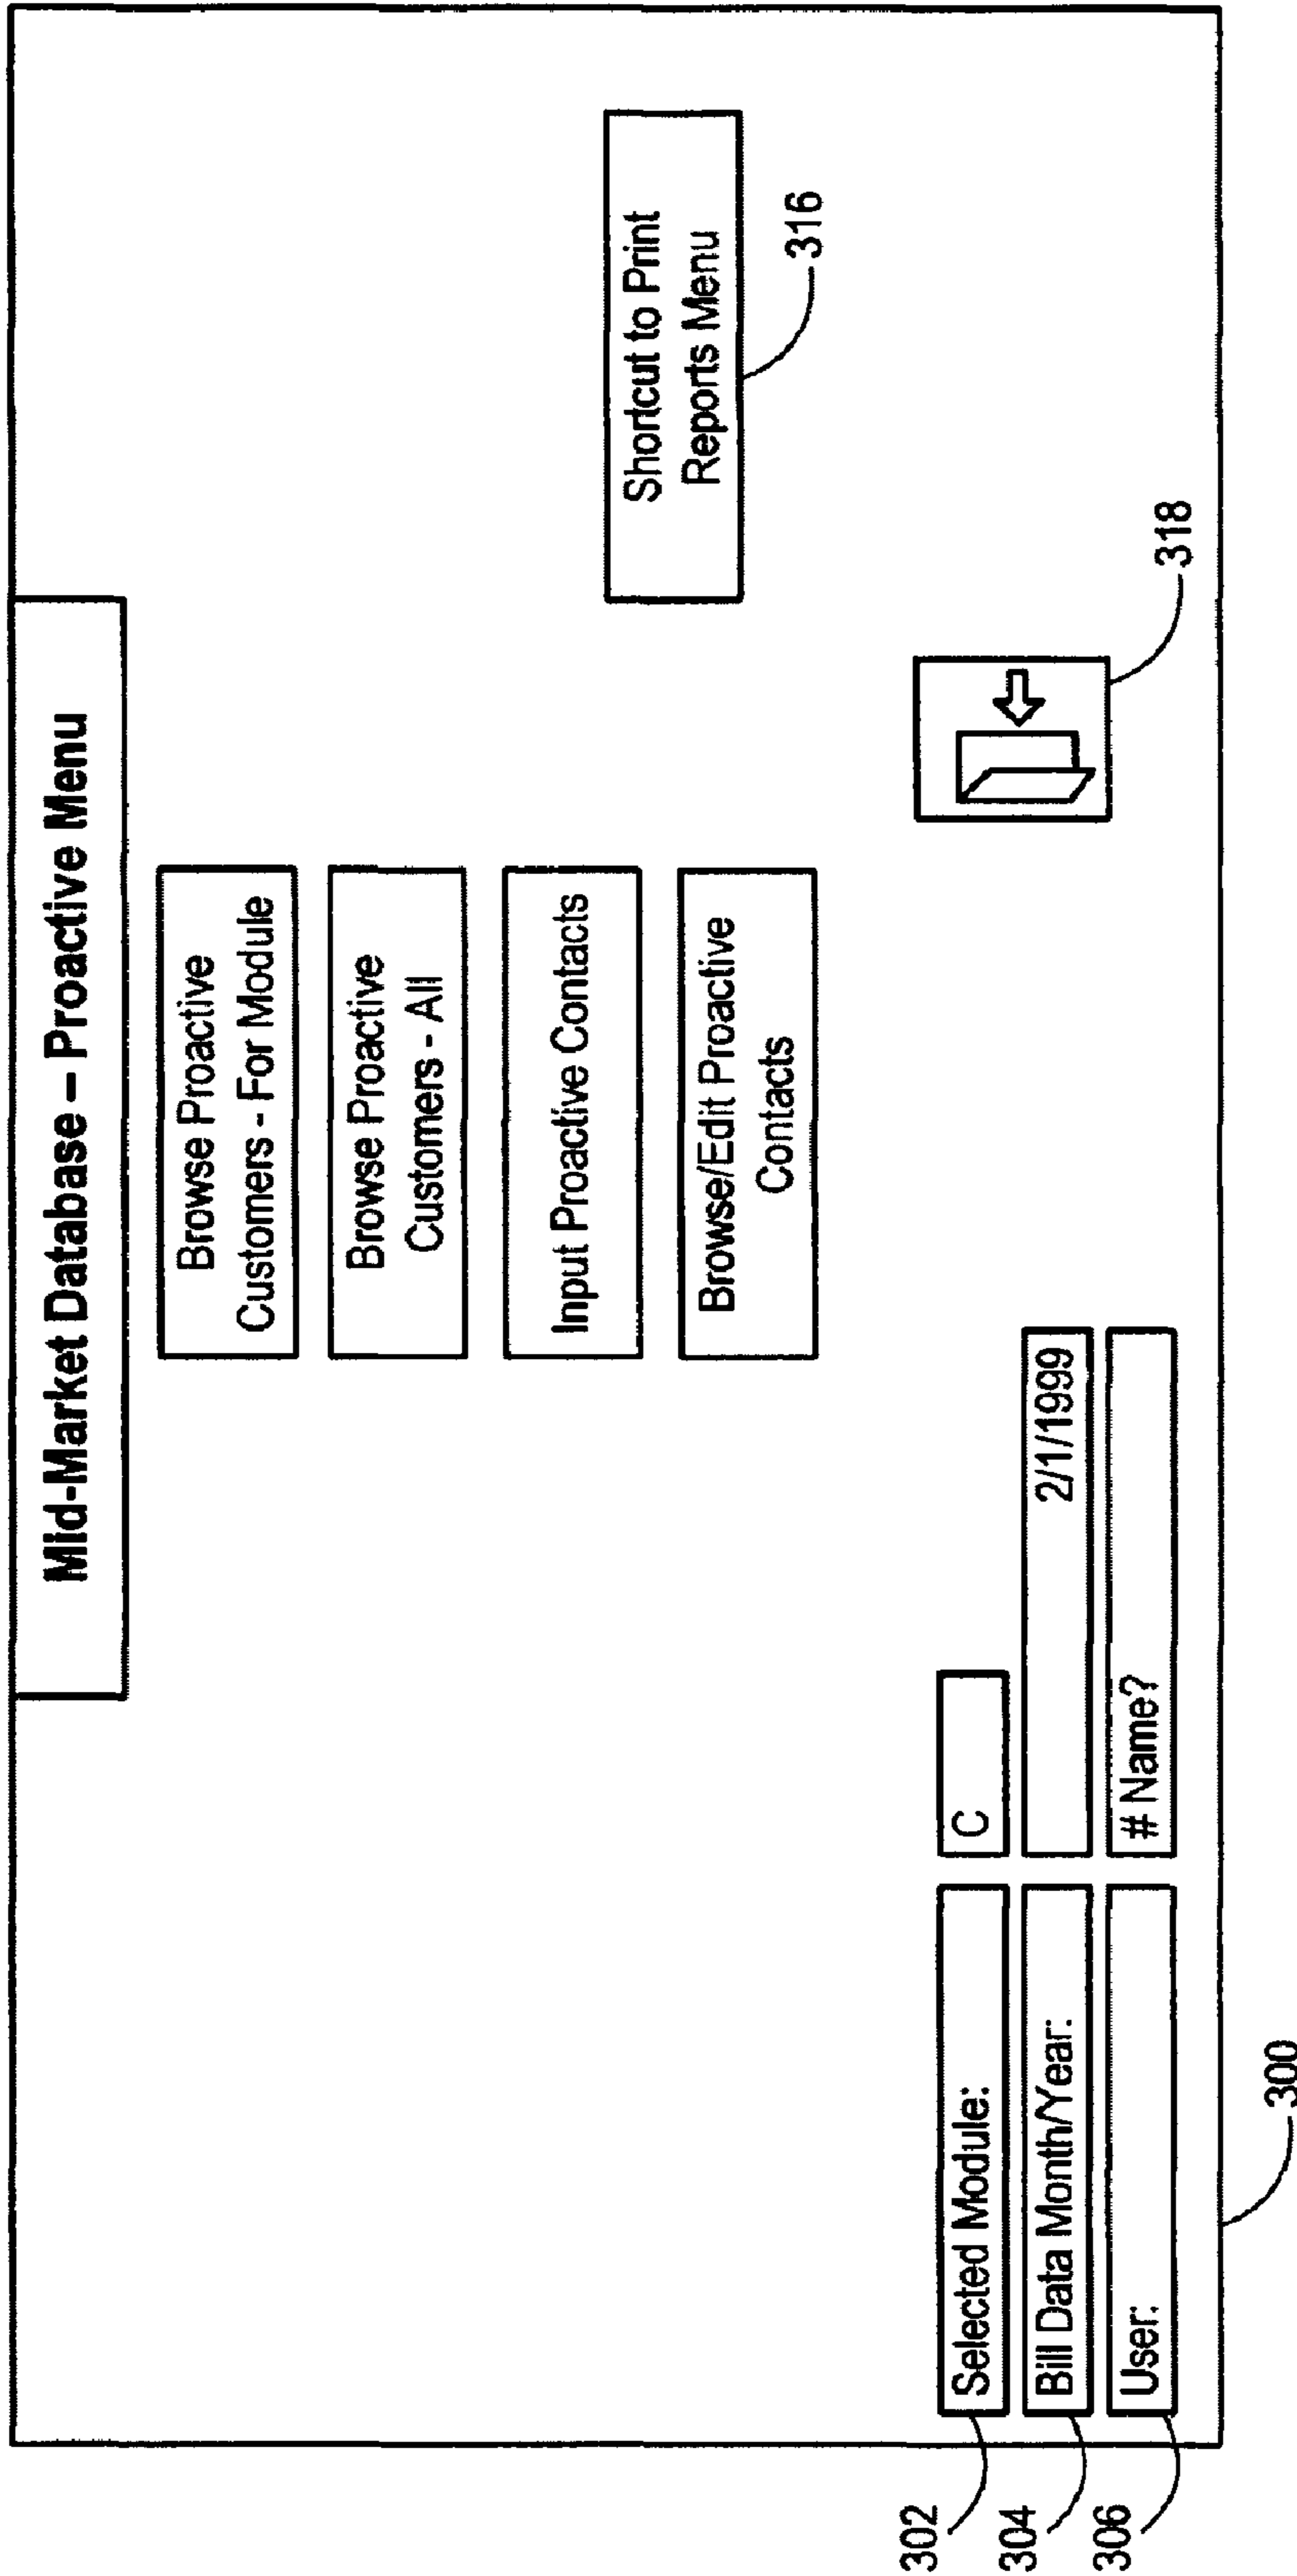 Mid-Market Database – Proactive Menu
Browse Proactive
Customers - For Module
Browse Proactive
Customers - All
Input Proactive Contacts
Browse/Edit Proactive
Contacts
Shortcut to Print
Reports Menu
316
318
302
Selected Module:
C
304
Bill Data Month/Year:
2/1/1999
306
User:
# Name?
300